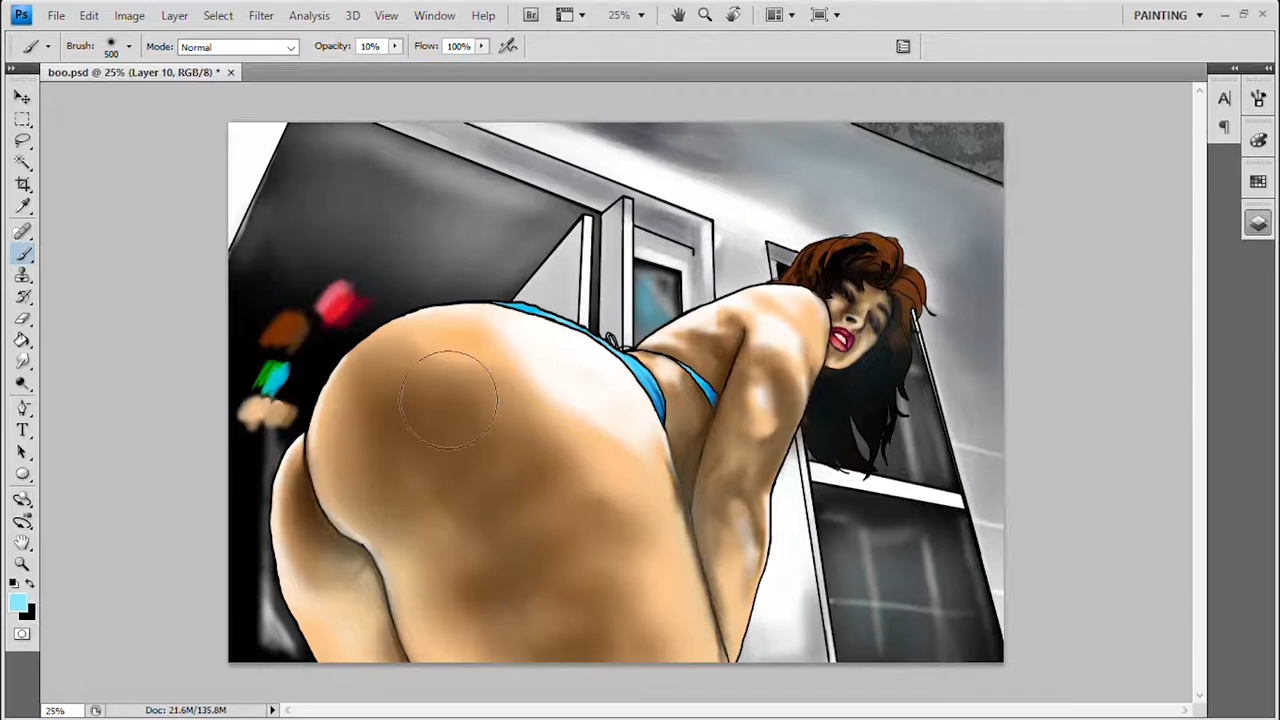 Ps File Edit Image Layer Select Filter Analysis 3D View Window Help Br 25% PAINTING
Brush: 500 Mode: Normal Opacity: 10% Flow: 100%
boo.psd @ 25% (Layer 10, RGB/8) *
A
T
25% Doc: 21.6M/135.8M